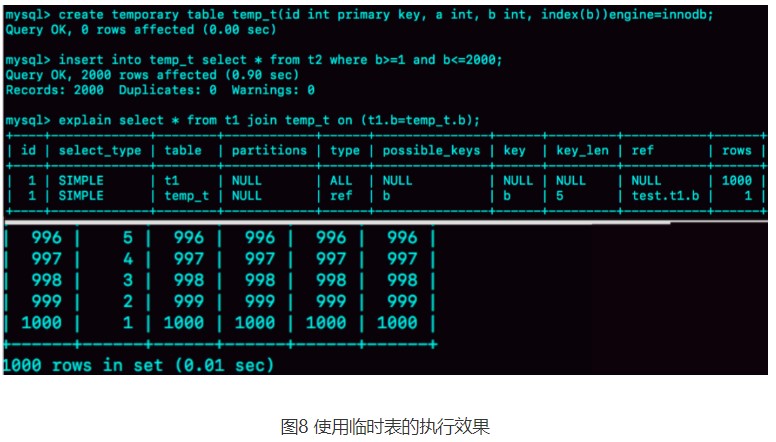 mysql> create temporary table temp_t(id int primary key, a int, b int, index(b))engine=innodb;
Query OK, 0 rows affected (0.00 sec)
mysql> insert into temp_t select * from t2 where b>=1 and b<=2000;
Query OK, 2000 rows affected (0.90 sec)
Records: 2000  Duplicates: 0  Warnings: 0
mysql> explain select * from t1 join temp_t on (t1.b=temp_t.b);
| id | select_type | table | partitions | type | possible_keys | key | key_len | ref | rows
| 1 | SIMPLE | t1 | NULL | ALL | NULL | NULL | NULL | NULL | 1000
| 1 | SIMPLE | temp_t | NULL | ref | b | b | 5 | test.t1.b | 1
| 996 | 5 | 996 | 996 | 996 | 996 |
| 997 | 4 | 997 | 997 | 997 | 997 |
| 998 | 3 | 998 | 998 | 998 | 998 |
| 999 | 2 | 999 | 999 | 999 | 999 |
| 1000 | 1 | 1000 | 1000 | 1000 | 1000 |
1000 rows in set (0.01 sec)
图8 使用临时表的执行效果